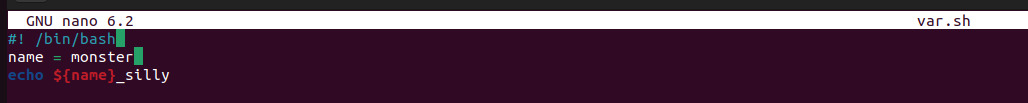 GNU nano 6.2 var.sh
#! /bin/bash
name = monster
echo ${name}_silly